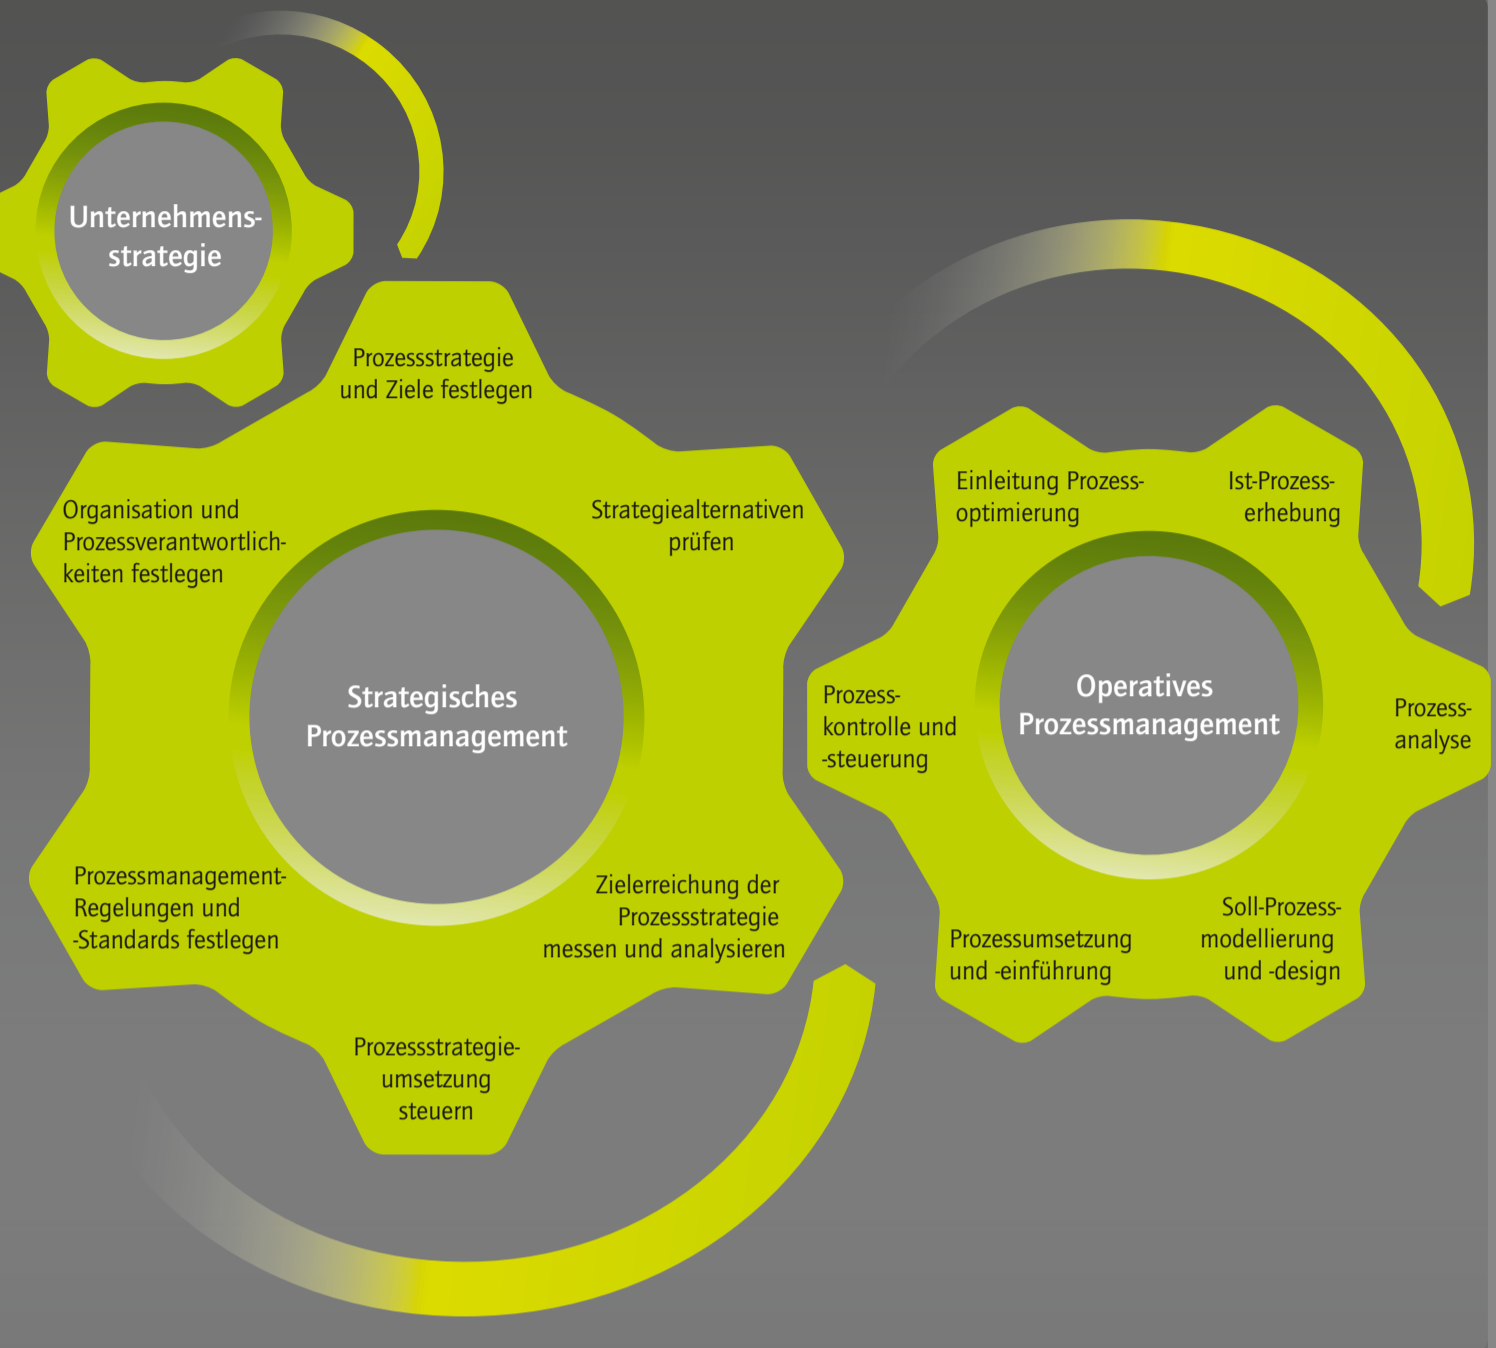 Unternehmens-
strategie
Prozessstrategie
und Ziele festlegen
Organisation und
Prozessverantwortlich-
keiten festlegen
Strategiealternativen
prüfen
Strategisches
Prozessmanagement
Prozessmanagement-
Regelungen und
-Standards festlegen
Zielerreichung der
Prozessstrategie
messen und analysieren
Prozessstrategie-
umsetzung
steuern
Einleitung Prozess-
optimierung
Ist-Prozess-
erhebung
Prozess-
kontrolle und
-steuerung
Operatives
Prozessmanagement
Prozess-
analyse
Prozessumsetzung
und -einführung
Soll-Prozess-
modellierung
und -design